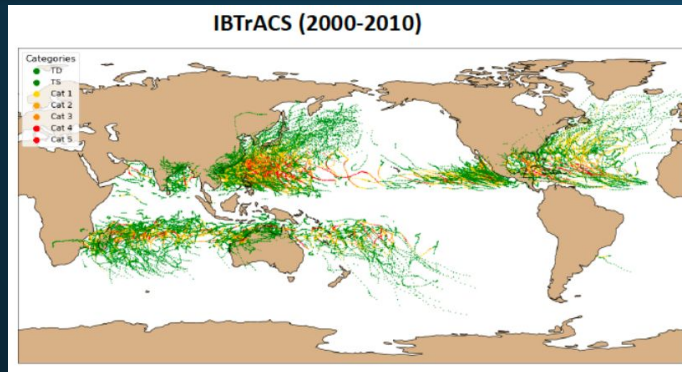 IBTrACS (2000-2010)
Categories
TD
TS
Cat 1
Cat 2
Cat 3
Cat 4
Cat 5